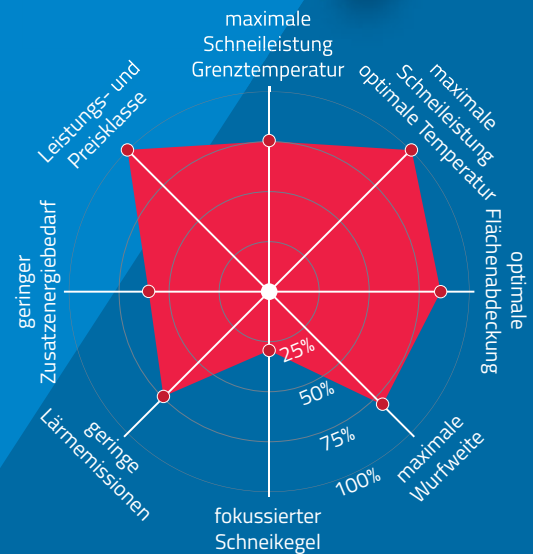 maximale
Schneileistung
Grenztemperatur
maximale
Schneileistung
optimale Temperatur
optimale
Flächenabdeckung
maximale
Wurfweite
fokussierter
Schneikegel
geringe
Lärmemissionen
geringer
Zusatzenergiebedarf
Leistungs- und
Preisklasse
25%
50%
75%
100%